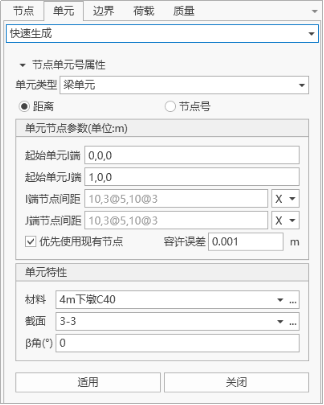 节点 单元 边界 荷载 质量
快速生成
节点单元号属性
单元类型 梁单元
距离 节点号
单元节点参数(单位:m)
起始单元I端 0,0,0
起始单元J端 1,0,0
I端节点间距 10,3@5,10@3 X
J端节点间距 10,3@5,10@3 X
优先使用现有节点 容许误差 0.001 m
单元特性
材料 4m下墩C40 ...
截面 3-3 ...
β角(°) 0
适用 关闭